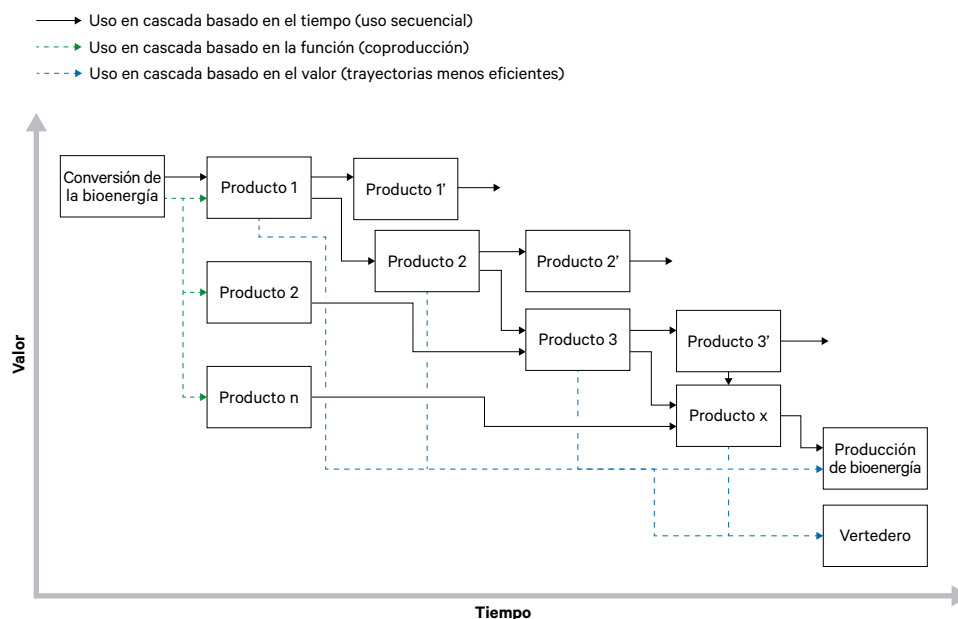 Uso en cascada basado en el tiempo (uso secuencial)
Uso en cascada basado en la función (coproducción)
Uso en cascada basado en el valor (trayectorias menos eficientes)
Valor
Conversión de
la bioenergía
Producto 1
Producto 1'
Producto 2
Producto 2'
Producto 2
Producto 3
Producto 3'
Producto n
Producto x
Producción
de bioenergía
Vertedero
Tiempo